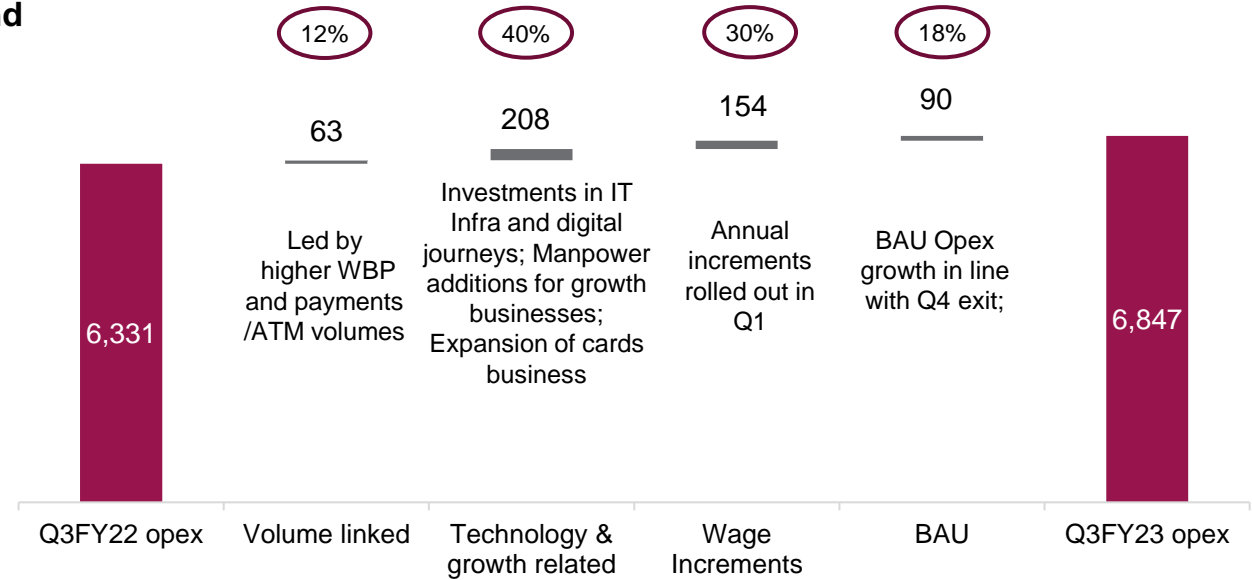 nd
12%
40%
30%
18%
63
208
154
90
Led by
higher WBP
and payments
/ATM volumes
Investments in IT
Infra and digital
journeys; Manpower
additions for growth
businesses;
Expansion of cards
business
Annual
increments
rolled out in
Q1
BAU Opex
growth in line
with Q4 exit;
6,331
6,847
Q3FY22 opex
Volume linked
Technology &
growth related
Wage
Increments
BAU
Q3FY23 opex